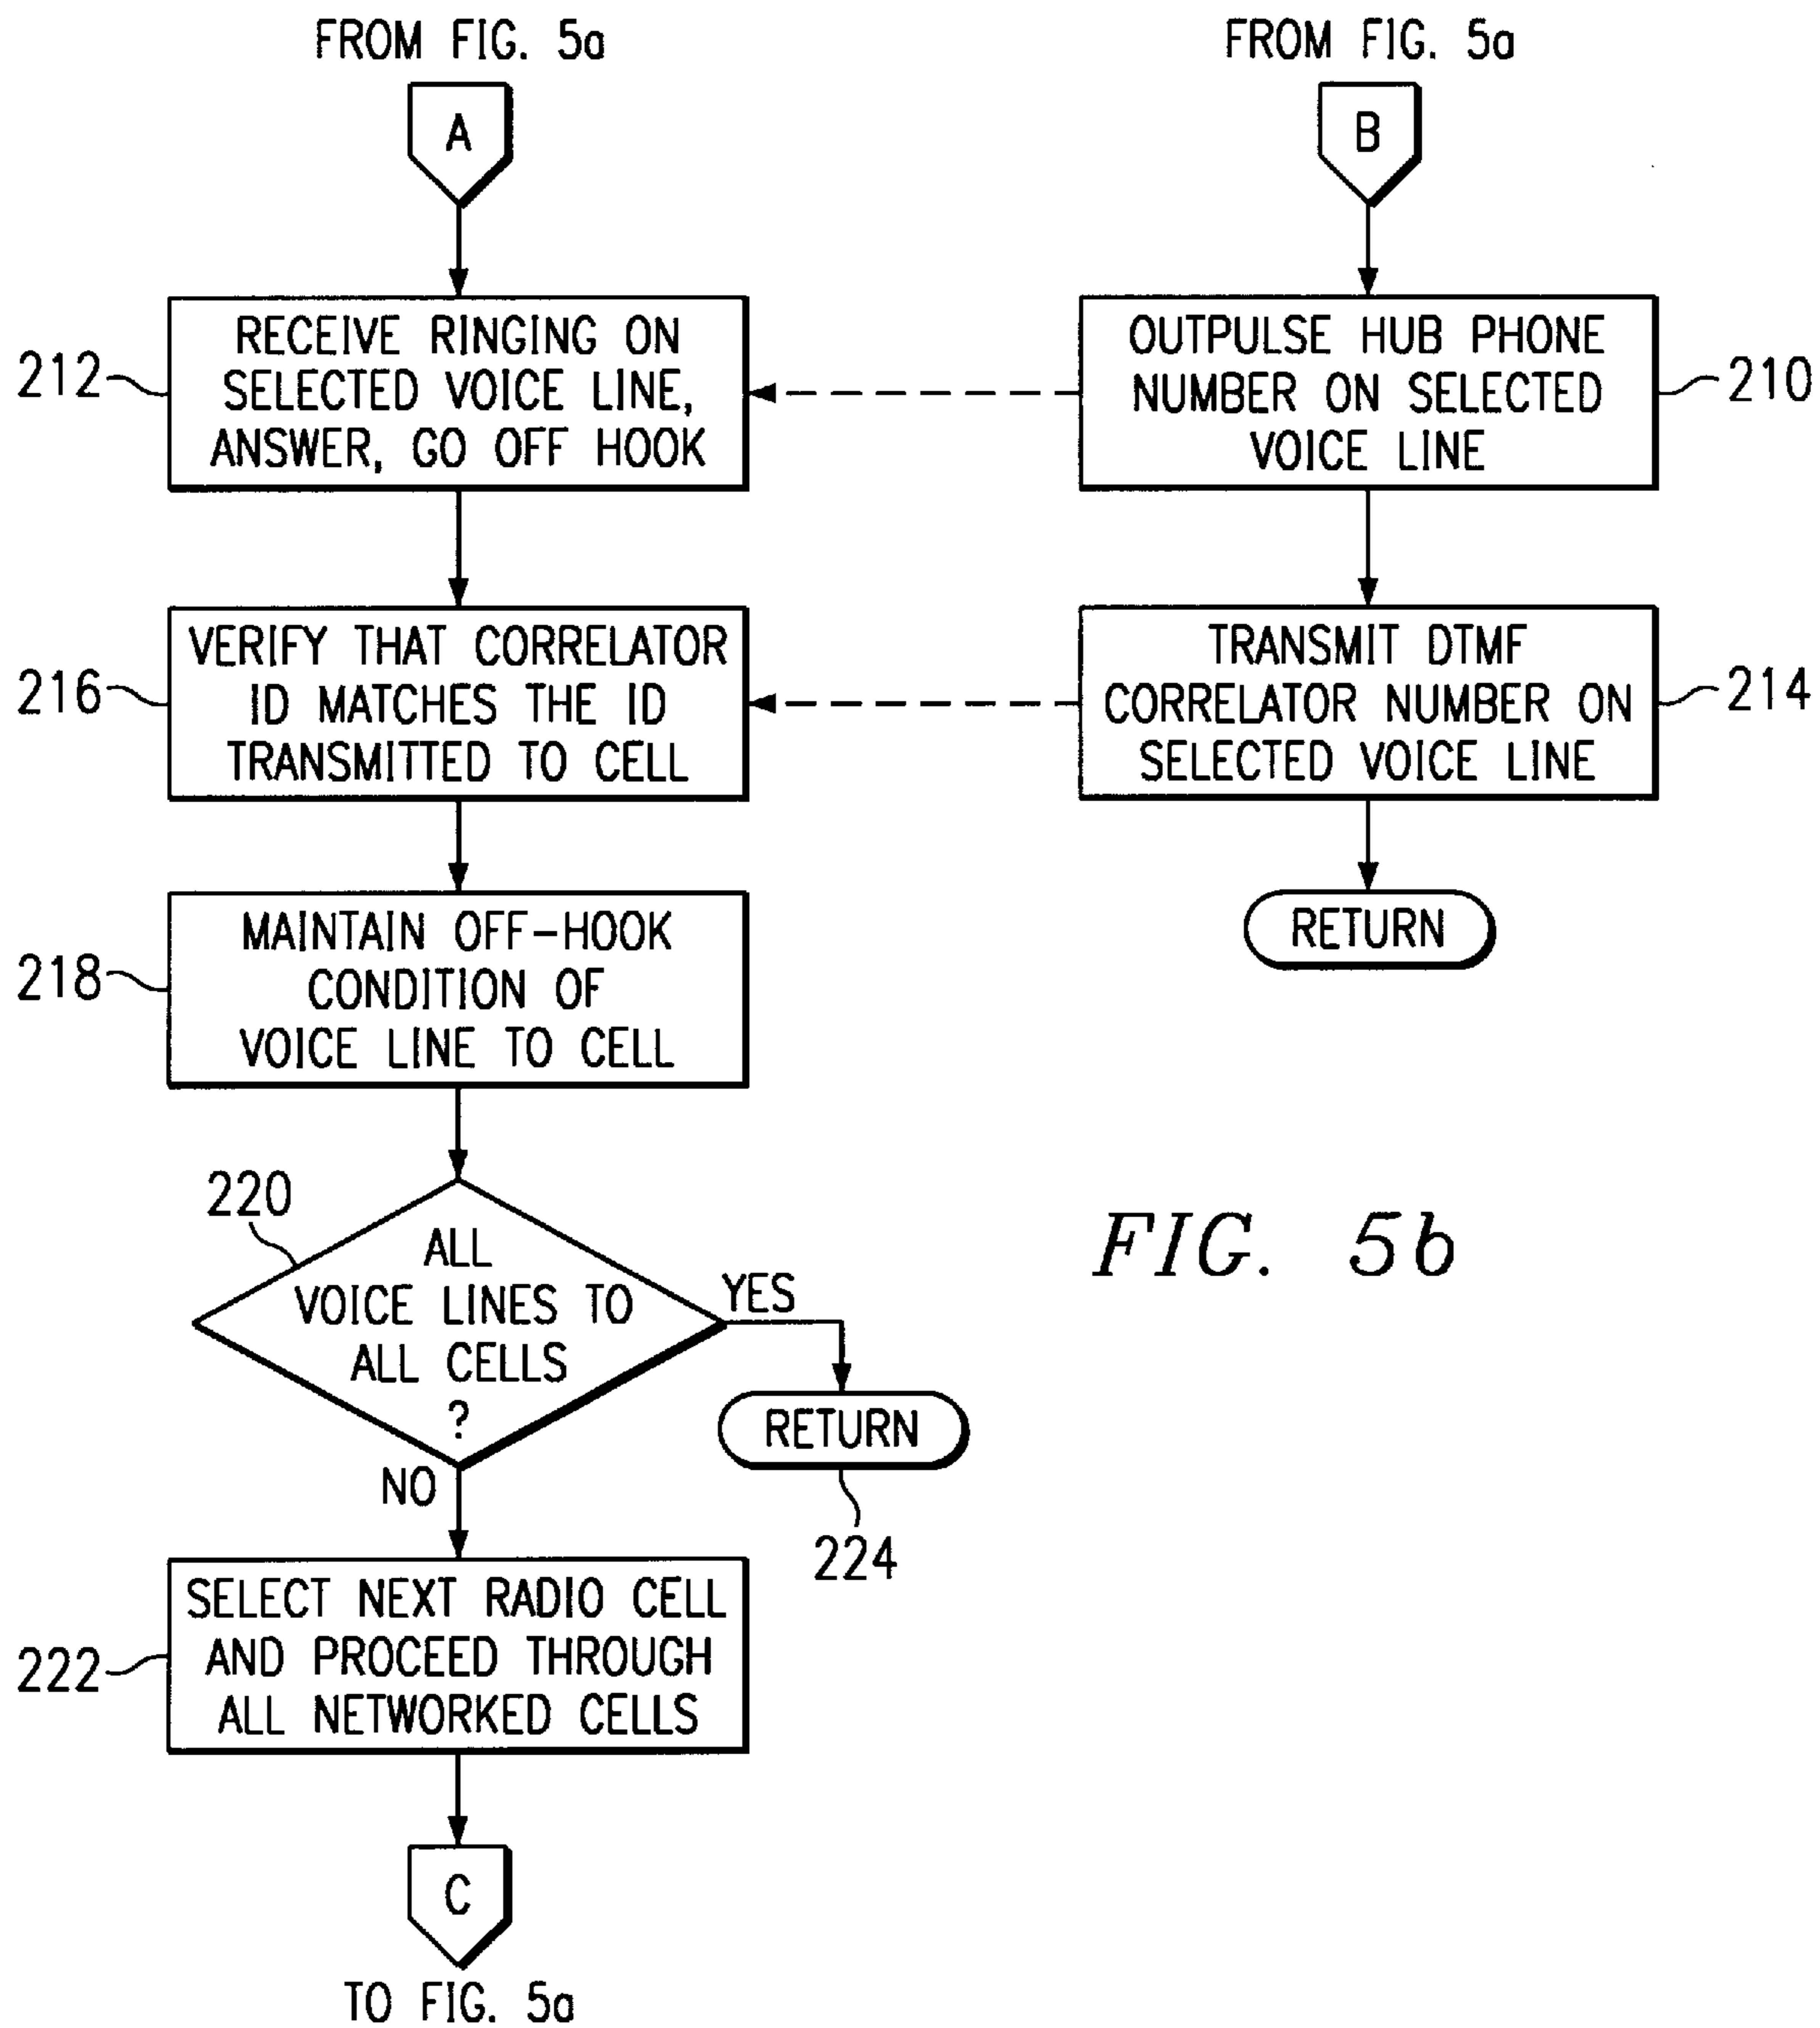 FROM FIG. 5a
A
212
RECEIVE RINGING ON
SELECTED VOICE LINE,
ANSWER, GO OFF HOOK
216
VERIFY THAT CORRELATOR
ID MATCHES THE ID
TRANSMITTED TO CELL
218
MAINTAIN OFF-HOOK
CONDITION OF
VOICE LINE TO CELL
220
ALL
VOICE LINES TO
ALL CELLS
?
YES
RETURN
224
NO
222
SELECT NEXT RADIO CELL
AND PROCEED THROUGH
ALL NETWORKED CELLS
C
TO FIG. 5a
FROM FIG. 5a
B
OUTPULSE HUB PHONE
NUMBER ON SELECTED
VOICE LINE
210
TRANSMIT DTMF
CORRELATOR NUMBER ON
SELECTED VOICE LINE
214
RETURN
FIG. 5b